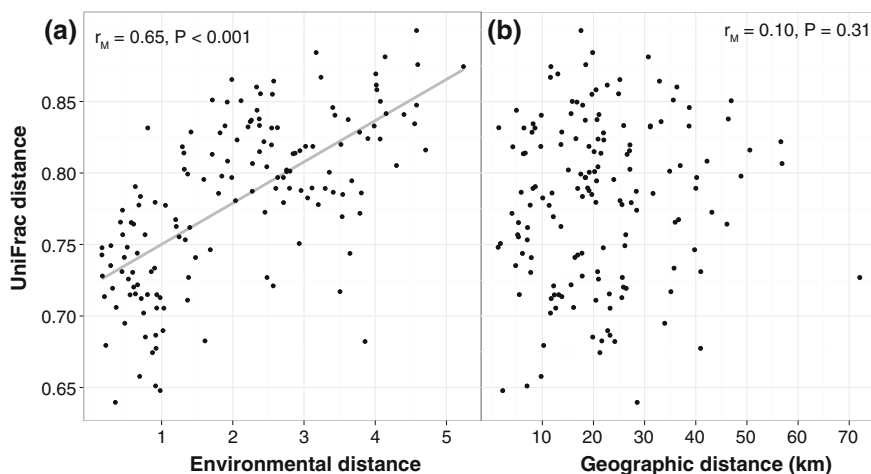 (a)
r_M = 0.65, P < 0.001
(b)
r_M = 0.10, P = 0.31
UniFrac distance
0.85
0.80
0.75
0.70
0.65
1 2 3 4 5
10 20 30 40 50 60 70
Environmental distance
Geographic distance (km)